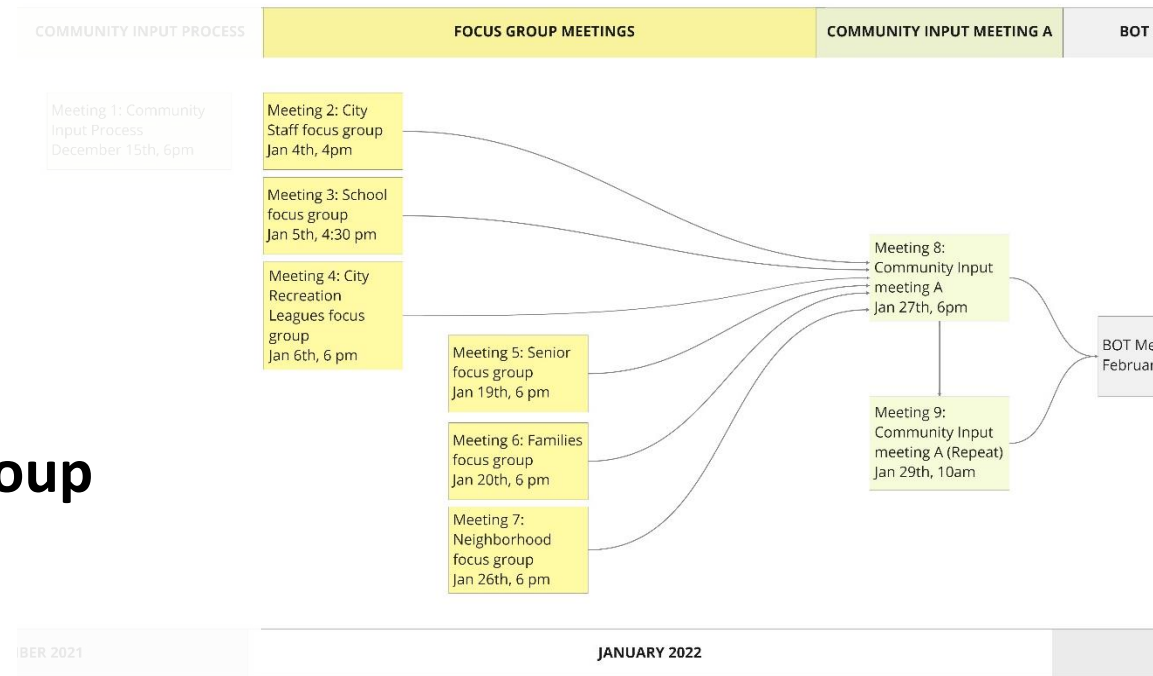 COMMUNITY INPUT PROCESS
FOCUS GROUP MEETINGS
COMMUNITY INPUT MEETING A
BOT
Meeting 1: Community
Input Process
December 15th, 6pm
Meeting 2: City
Staff focus group
Jan 4th, 4pm
Meeting 3: School
focus group
Jan 5th, 4:30 pm
Meeting 4: City
Recreation
Leagues focus
group
Jan 6th, 6 pm
Meeting 5: Senior
focus group
Jan 19th, 6 pm
Meeting 6: Families
focus group
Jan 20th, 6 pm
Meeting 7:
Neighborhood
focus group
Jan 26th, 6 pm
Meeting 8:
Community Input
meeting A
Jan 27th, 6pm
Meeting 9:
Community Input
meeting A (Repeat)
Jan 29th, 10am
BOT Me
Februar
oup
BER 2021
JANUARY 2022